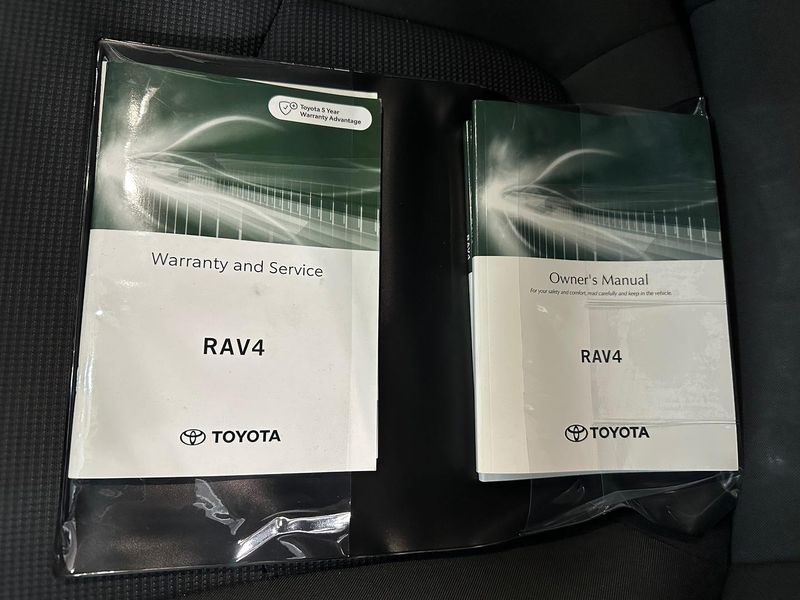 Toyota 5 Year
Warranty Advantage
Warranty and Service
RAV4
TOYOTA
Owner's Manual
For your safety and comfort, read carefully and keep in the vehicle.
RAV4
TOYOTA